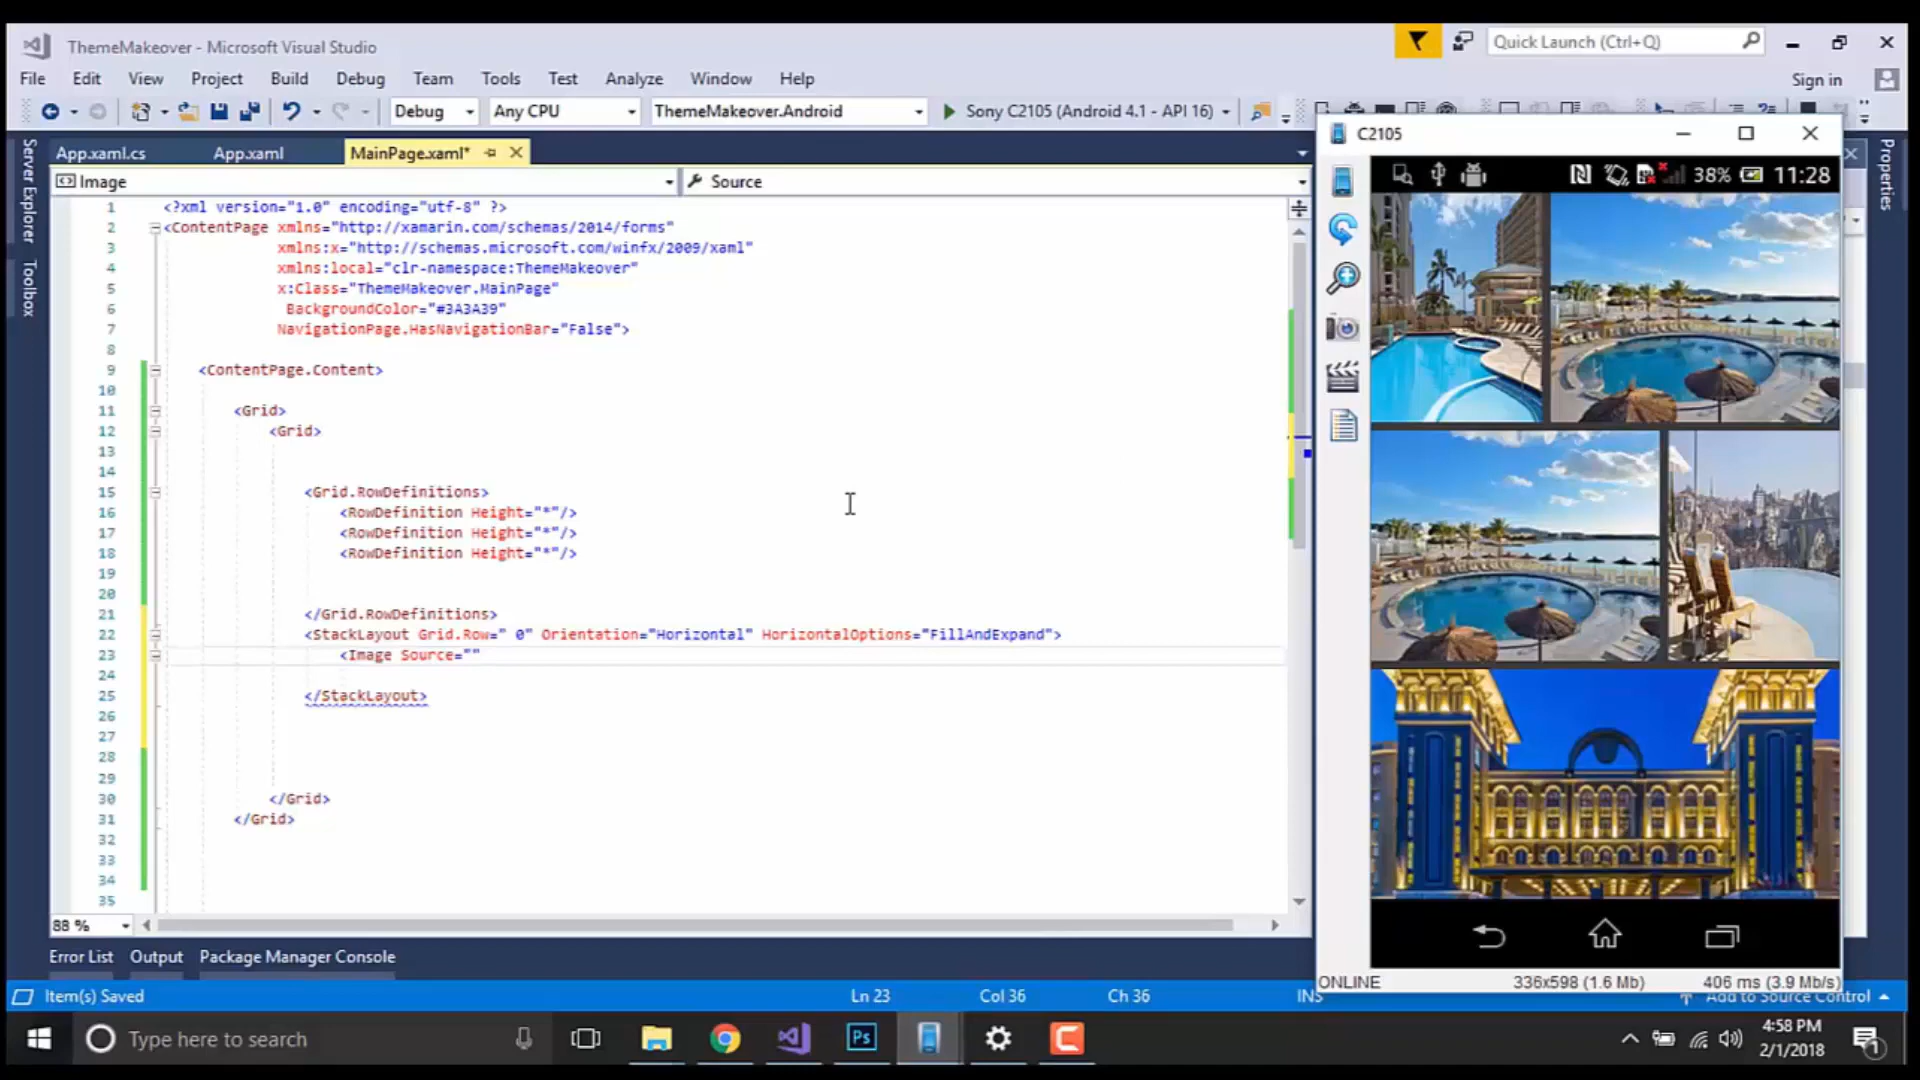 ThemeMakeover - Microsoft Visual Studio
Quick Launch (Ctrl+Q)
File Edit View Project Build Debug Team Tools Test Analyze Window Help
Sign in
Debug Any CPU ThemeMakeover.Android Sony C2105 (Android 4.1 - API 16)
Server Explorer
Toolbox
App.xaml.cs App.xaml MainPage.xaml*
Image Source
1 <?xml version="1.0" encoding="utf-8" ?>
2 <ContentPage xmlns="http://xamarin.com/schemas/2014/forms"
3 xmlns:x="http://schemas.microsoft.com/winfx/2009/xaml"
4 xmlns:local="clr-namespace:ThemeMakeover"
5 x:Class="ThemeMakeover.MainPage"
6 BackgroundColor="#3A3A39"
7 NavigationPage.HasNavigationBar="False">
8
9 <ContentPage.Content>
10
11 <Grid>
12 <Grid>
13
14
15 <Grid.RowDefinitions>
16 <RowDefinition Height="*"/>
17 <RowDefinition Height="*"/>
18 <RowDefinition Height="*"/>
19
20
21 </Grid.RowDefinitions>
22 <StackLayout Grid.Row=" 0" Orientation="Horizontal" HorizontalOptions="FillAndExpand">
23 <Image Source=""
24
25 </StackLayout>
26
27
28
29
30 </Grid>
31 </Grid>
32
33
34
35
88 %
Error List Output Package Manager Console
Item(s) Saved Ln 23 Col 36 Ch 36 INS Add to Source Control
C2105
38% 11:28
ONLINE 336x598 (1.6 Mb) 406 ms (3.9 Mb/s)
Properties
Type here to search
Ps
4:58 PM
2/1/2018
1